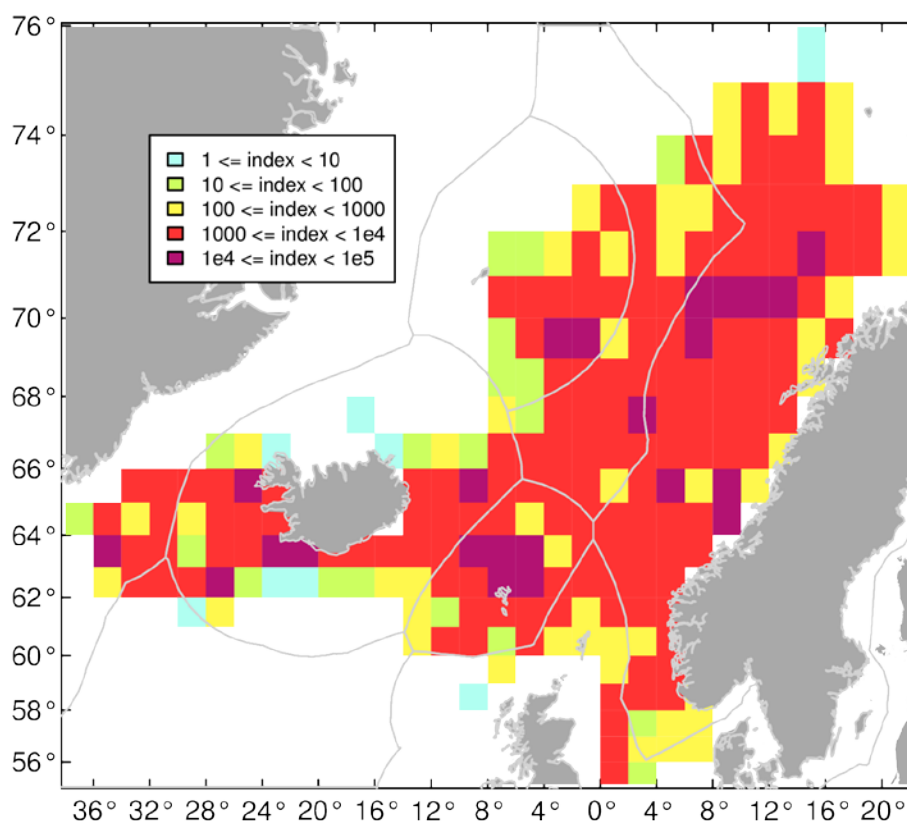 76°
74°
72°
70°
68°
66°
64°
62°
60°
58°
56°
1 <= index < 10
10 <= index < 100
100 <= index < 1000
1000 <= index < 1e4
1e4 <= index < 1e5
36° 32° 28° 24° 20° 16° 12° 8° 4° 0° 4° 8° 12° 16° 20°